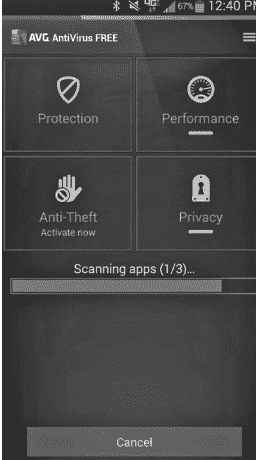 4G 67% 12:40 PM
AVG AntiVirus FREE
Protection
Performance
Anti-Theft
Activate now
Privacy
Scanning apps (1/3)...
Cancel